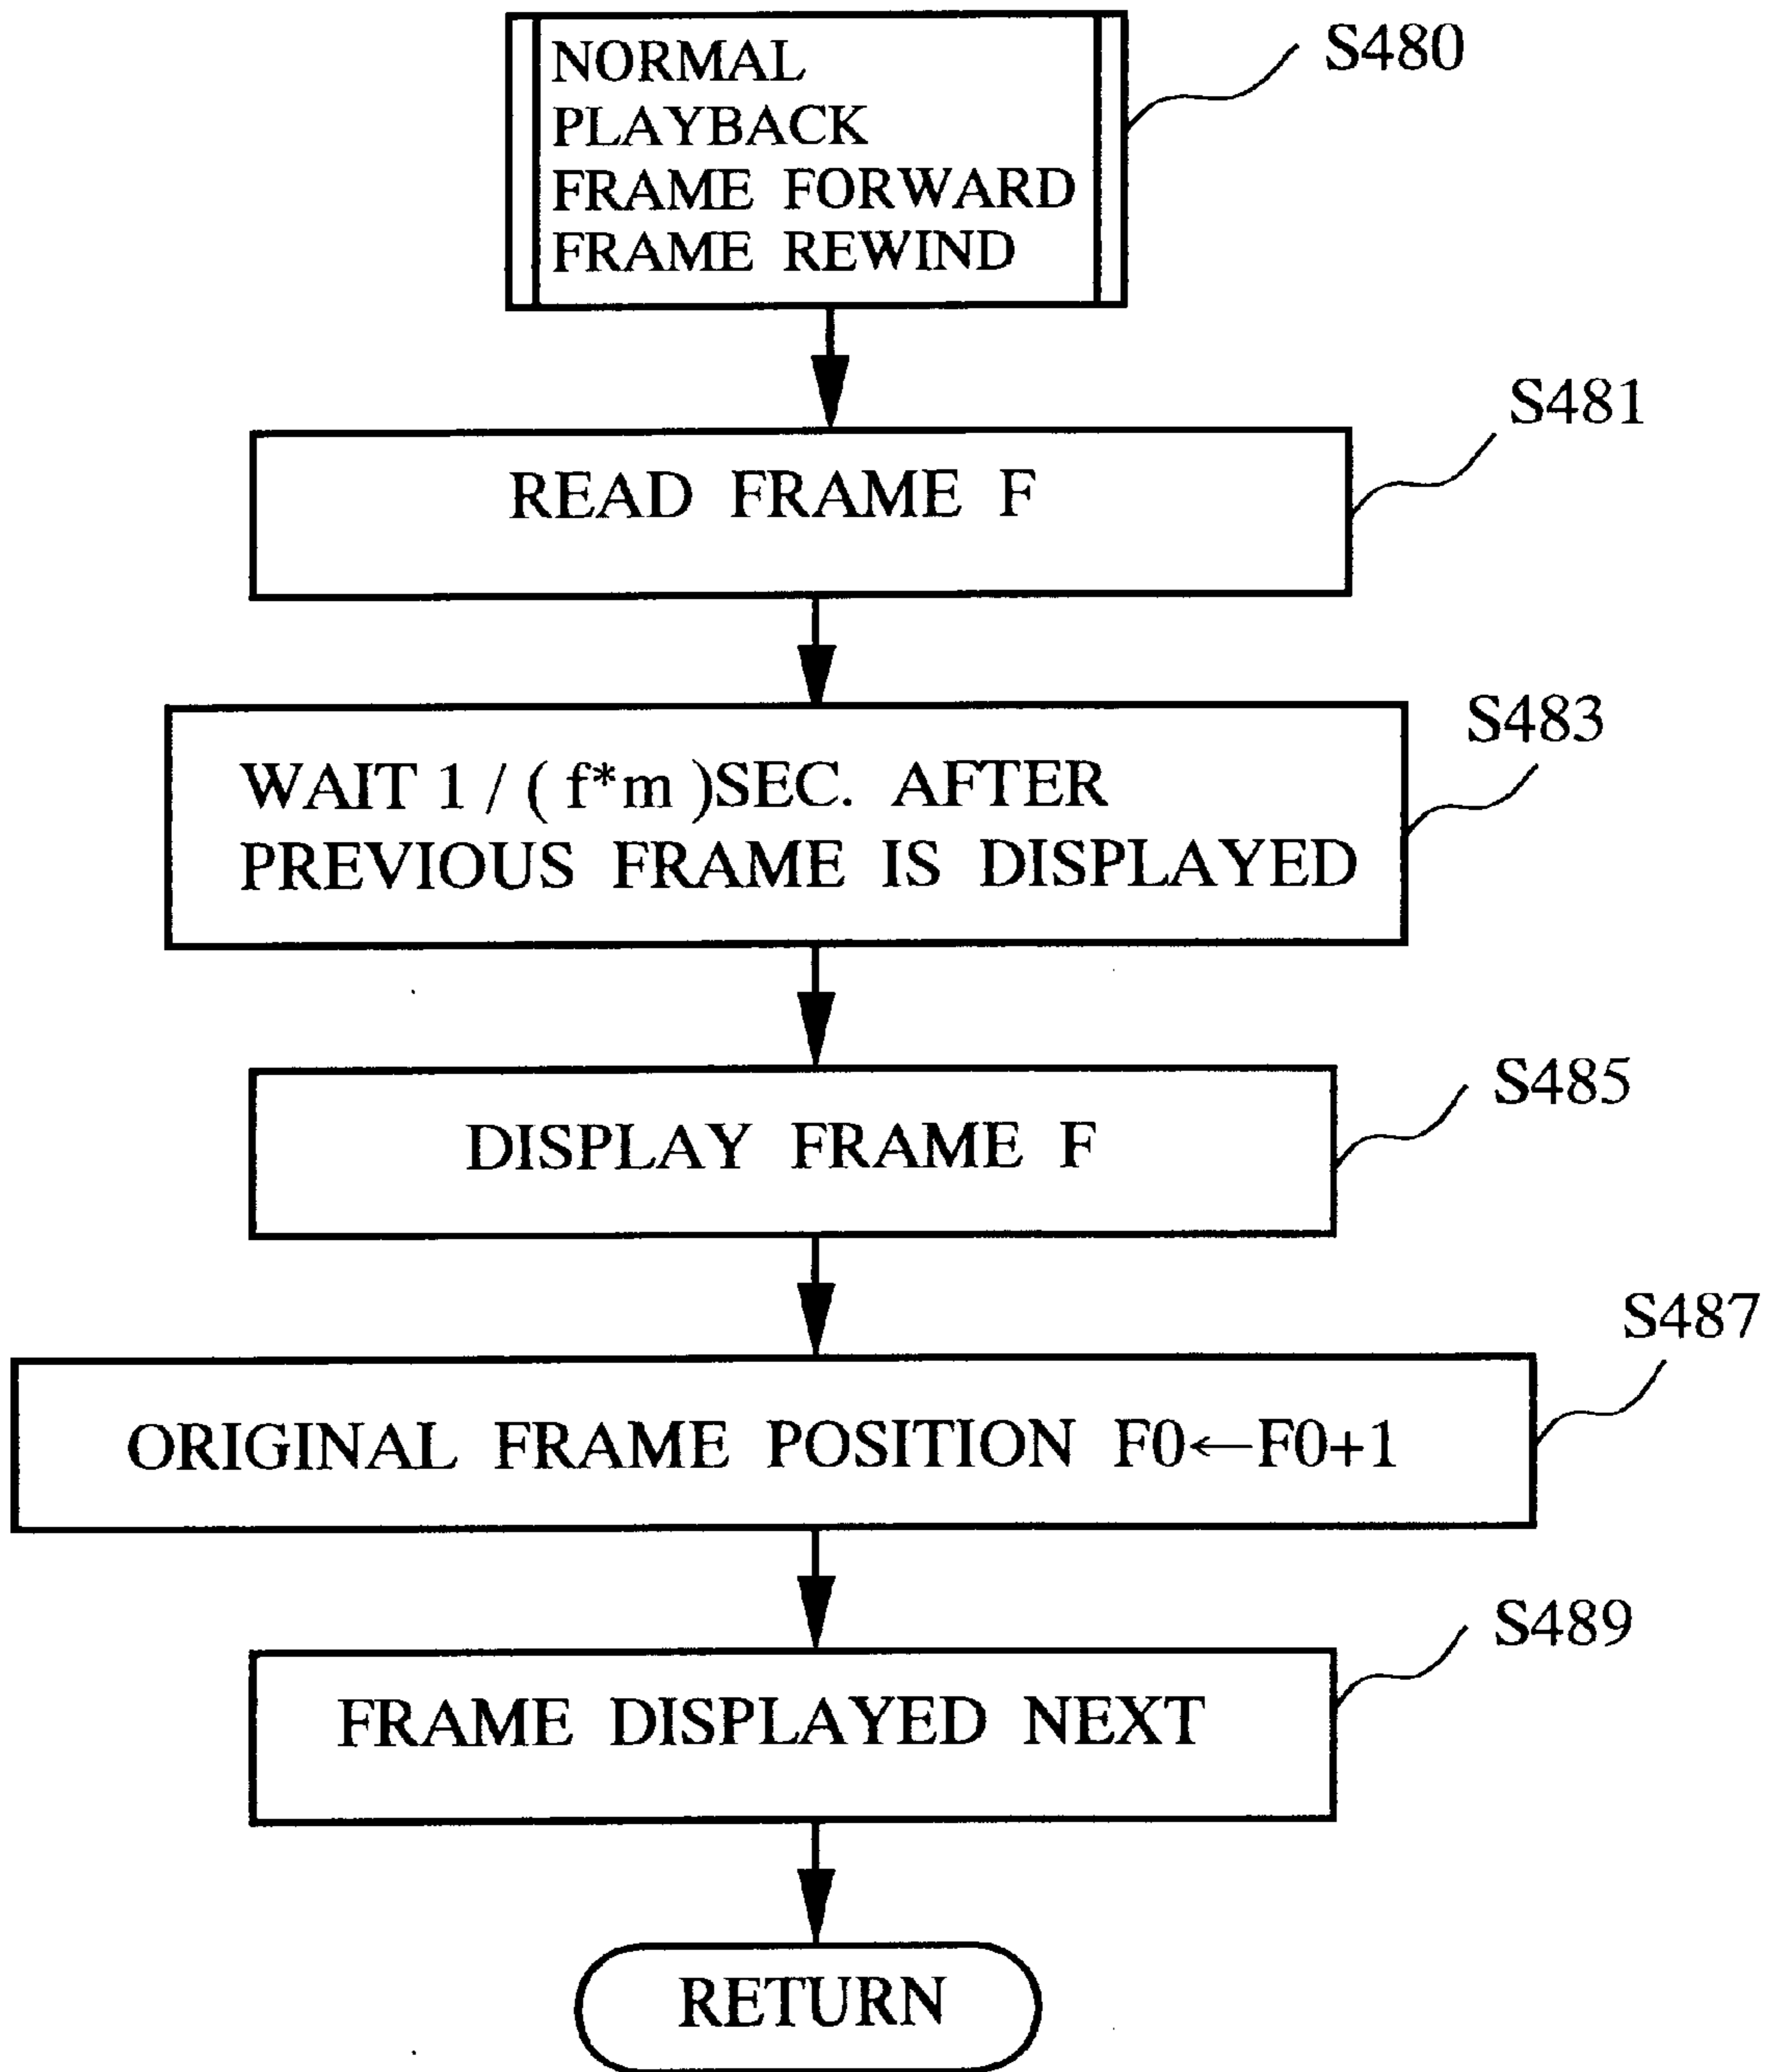 NORMAL
PLAYBACK
FRAME FORWARD
FRAME REWIND
S480
READ FRAME F
S481
WAIT 1 / ( f*m )SEC. AFTER
PREVIOUS FRAME IS DISPLAYED
S483
DISPLAY FRAME F
S485
ORIGINAL FRAME POSITION F0←F0+1
S487
FRAME DISPLAYED NEXT
S489
RETURN